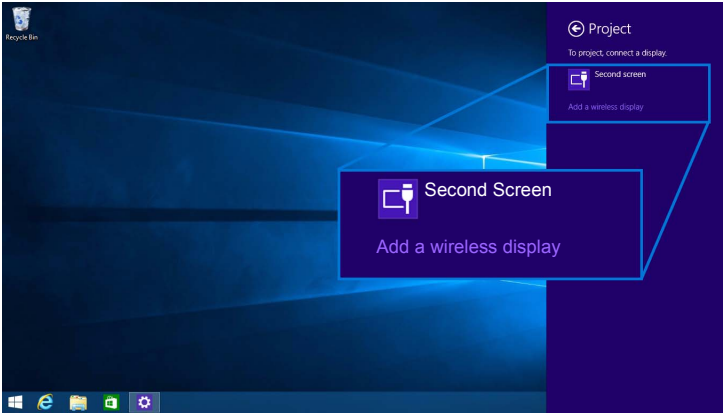 Recycle Bin
Project
To project, connect a display.
Second screen
Add a wireless display
Second Screen
Add a wireless display